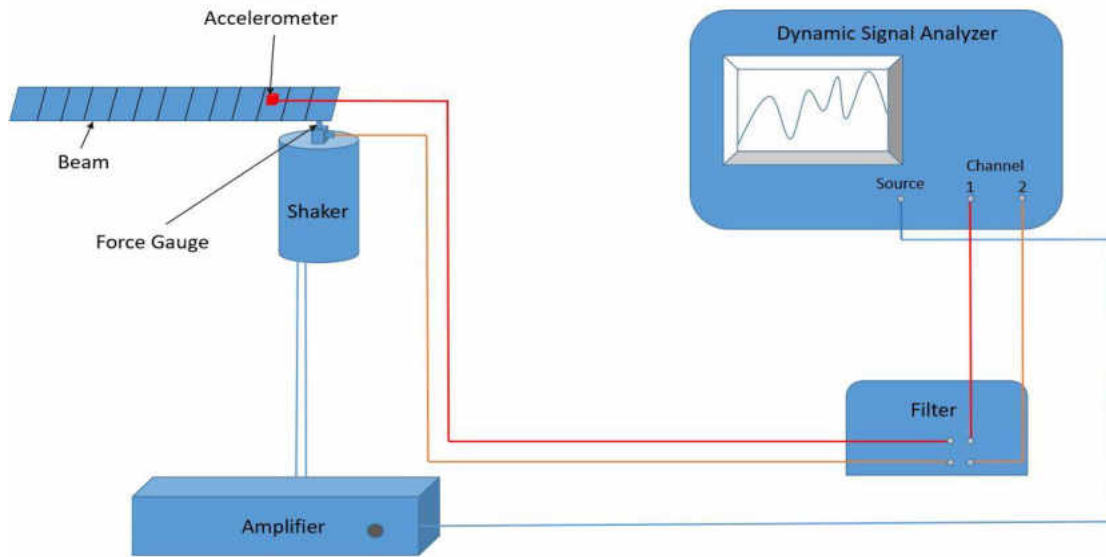 Accelerometer
Dynamic Signal Analyzer
Beam
Channel
Source
1 2
Shaker
Force Gauge
Filter
Amplifier